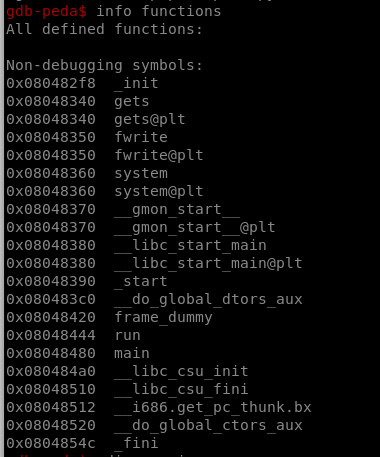 gdb-peda$ info functions
All defined functions:
Non-debugging symbols:
0x080482f8  _init
0x08048340  gets
0x08048340  gets@plt
0x08048350  fwrite
0x08048350  fwrite@plt
0x08048360  system
0x08048360  system@plt
0x08048370  __gmon_start__
0x08048370  __gmon_start__@plt
0x08048380  __libc_start_main
0x08048380  __libc_start_main@plt
0x08048390  _start
0x080483c0  __do_global_dtors_aux
0x08048420  frame_dummy
0x08048444  run
0x08048480  main
0x080484a0  __libc_csu_init
0x08048510  __libc_csu_fini
0x08048512  __i686.get_pc_thunk.bx
0x08048520  __do_global_ctors_aux
0x0804854c  _fini